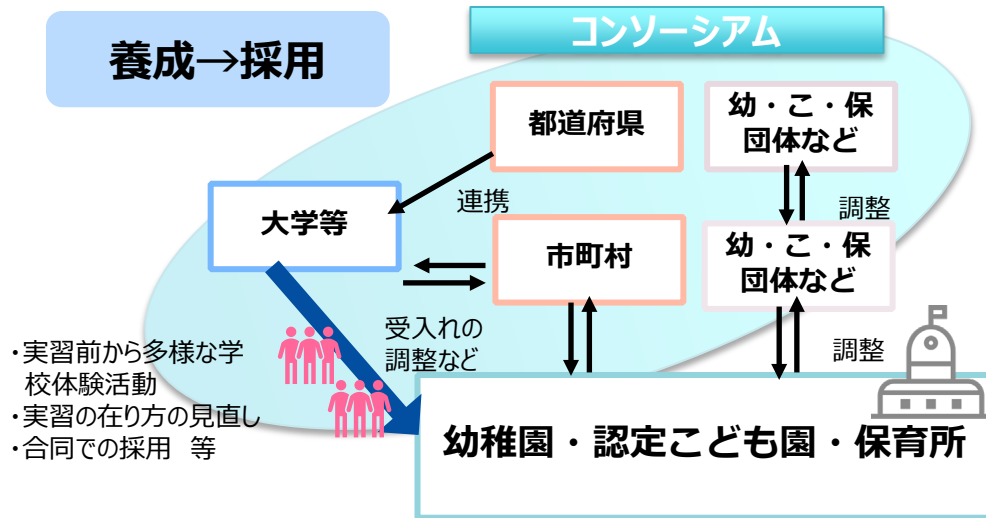 養成→採用
コンソーシアム
都道府県
幼・こ・保
団体など
連携
調整
大学等
市町村
幼・こ・保
団体など
受入れの
調整など
調整
・実習前から多様な学
校体験活動
・実習の在り方の見直し
・合同での採用　等
幼稚園・認定こども園・保育所